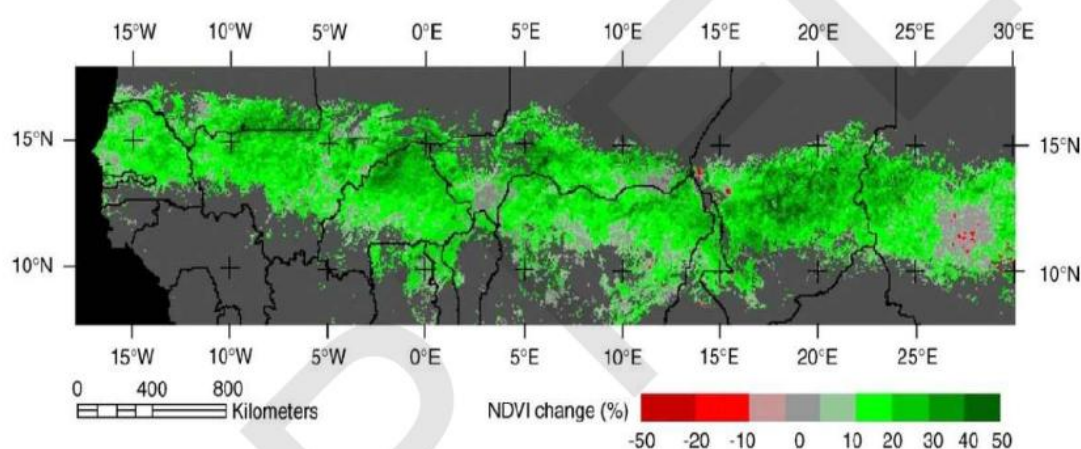 15°W 10°W 5°W 0°E 5°E 10°E 15°E 20°E 25°E 30°E
15°N 15°N
10°N 10°N
15°W 10°W 5°W 0°E 5°E 10°E 15°E 20°E 25°E
0 400 800
Kilometers
NDVI change (%)
-50 -20 -10 0 10 20 30 40 50